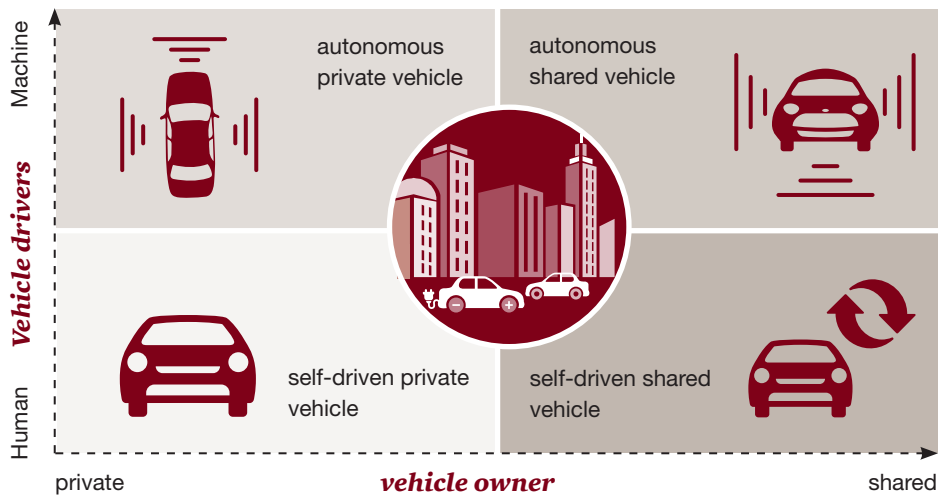 Machine
autonomous
private vehicle
autonomous
shared vehicle
Vehicle drivers
Human
self-driven private
vehicle
self-driven shared
vehicle
private
vehicle owner
shared